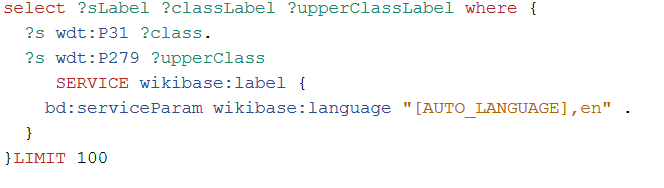 select ?sLabel ?classLabel ?upperClassLabel where {
?s wdt:P31 ?class.
?s wdt:P279 ?upperClass
SERVICE wikibase:label {
bd:serviceParam wikibase:language "[AUTO_LANGUAGE],en" .
}
}LIMIT 100